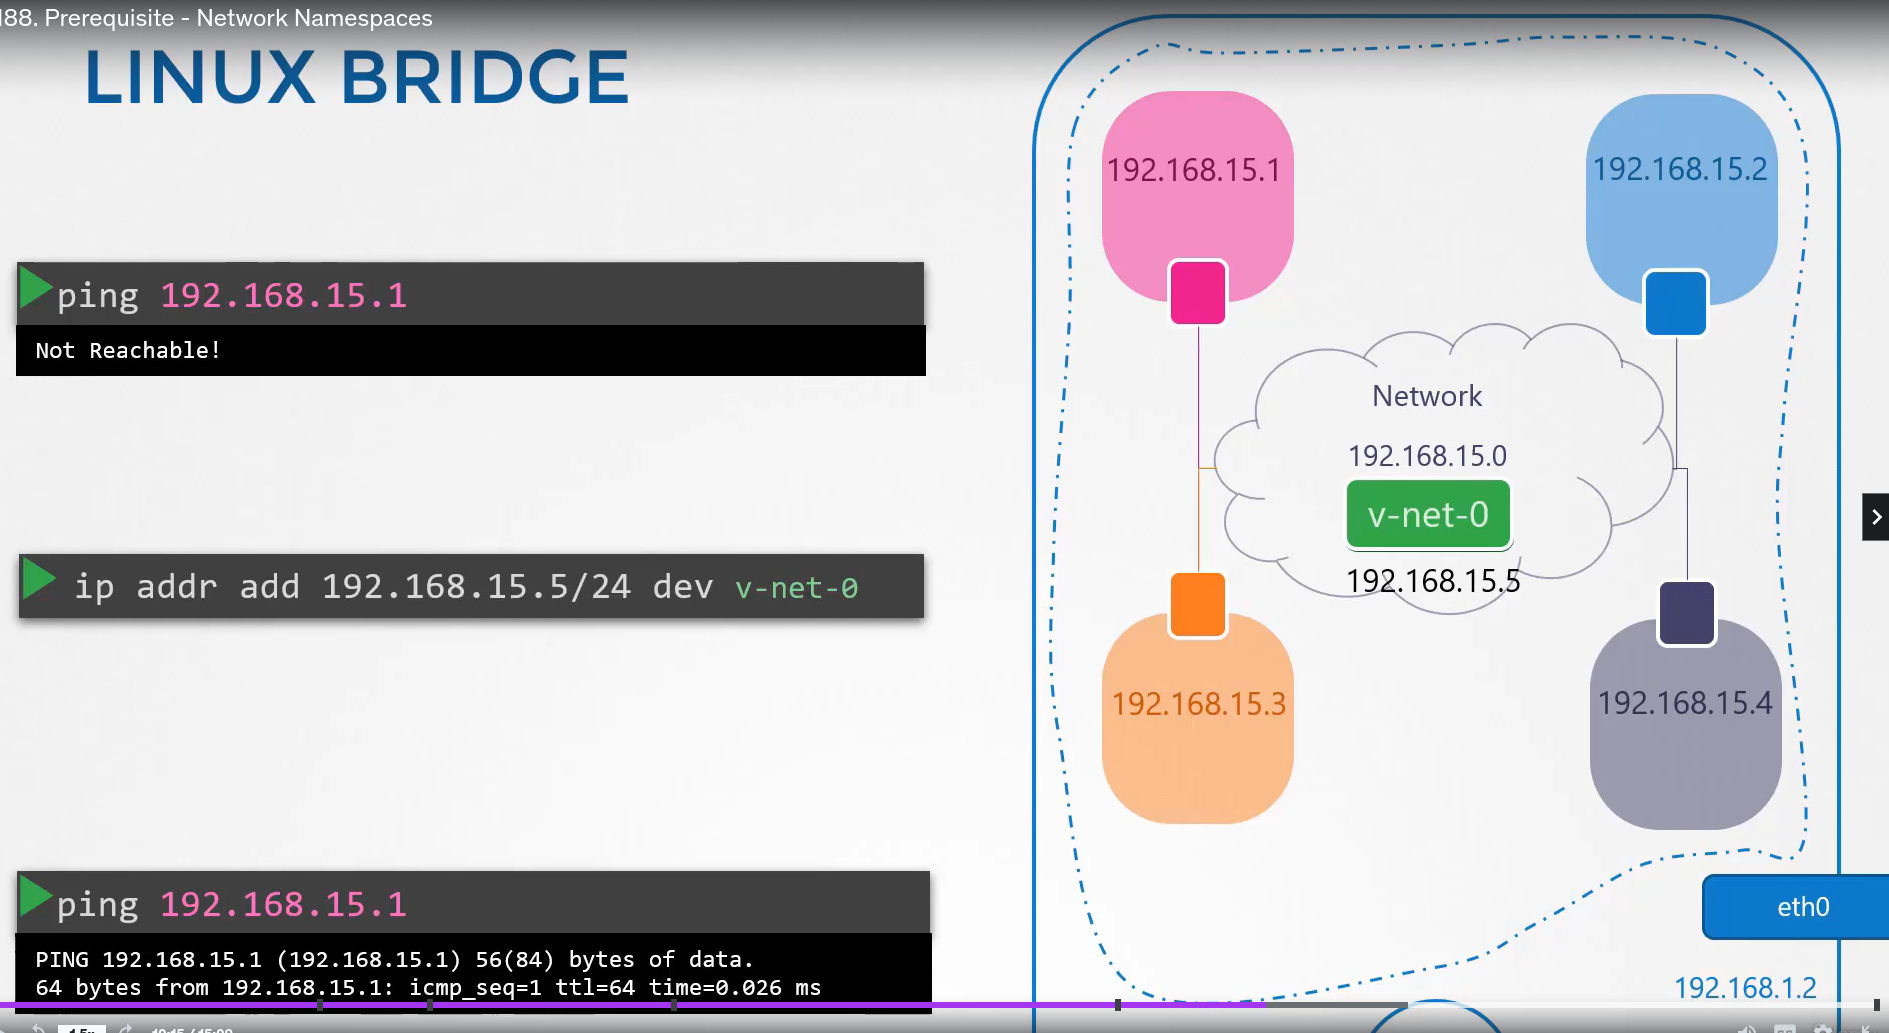 188. Prerequisite - Network Namespaces
LINUX BRIDGE
ping 192.168.15.1
Not Reachable!
ip addr add 192.168.15.5/24 dev v-net-0
ping 192.168.15.1
PING 192.168.15.1 (192.168.15.1) 56(84) bytes of data.
64 bytes from 192.168.15.1: icmp_seq=1 ttl=64 time=0.026 ms
192.168.15.1
192.168.15.2
Network
192.168.15.0
v-net-0
192.168.15.5
192.168.15.3
192.168.15.4
eth0
192.168.1.2